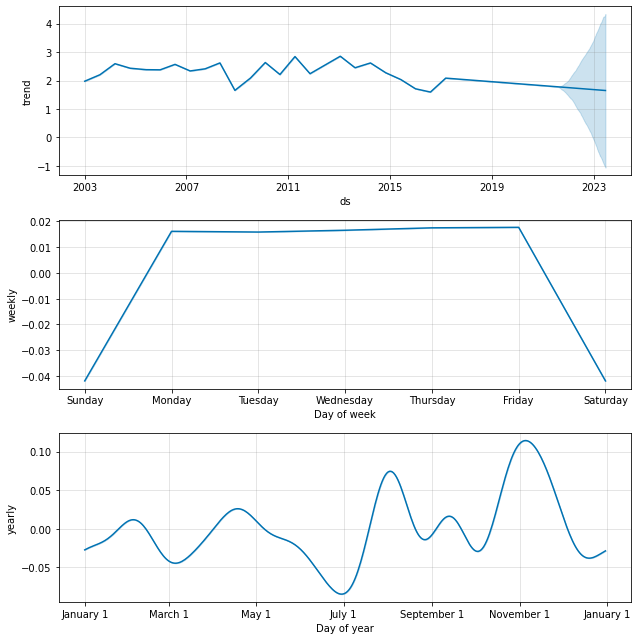 4
3
2
1
0
−1
trend
2003 2007 2011 2015 2019 2023
ds
0.02
0.01
0.00
−0.01
−0.02
−0.03
−0.04
weekly
Sunday Monday Tuesday Wednesday Thursday Friday Saturday
Day of week
0.10
0.05
0.00
−0.05
yearly
January 1 March 1 May 1 July 1 September 1 November 1 January 1
Day of year